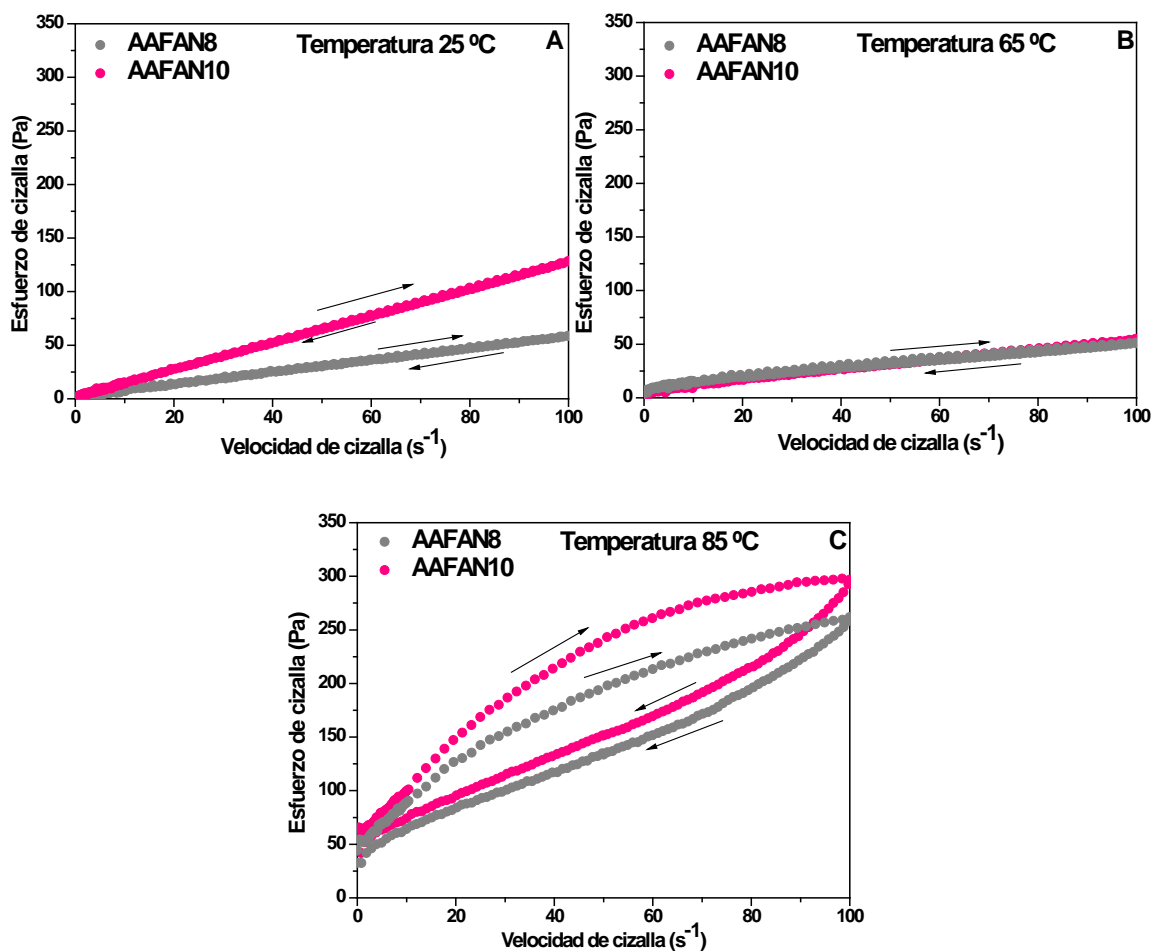 AAFAN8
AAFAN10
Temperatura 25 ºC
A
Esfuerzo de cizalla (Pa)
350
300
250
200
150
100
50
0
0 20 40 60 80 100
Velocidad de cizalla (s⁻¹)
AAFAN8
AAFAN10
Temperatura 65 ºC
B
Esfuerzo de cizalla (Pa)
350
300
250
200
150
100
50
0
0 20 40 60 80 100
Velocidad de cizalla (s⁻¹)
AAFAN8
AAFAN10
Temperatura 85 ºC
C
Esfuerzo de cizalla (Pa)
350
300
250
200
150
100
50
0
0 20 40 60 80 100
Velocidad de cizalla (s⁻¹)